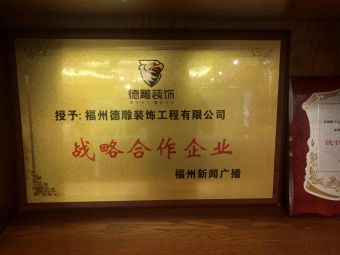 德雕装饰
授予:福州德雕装饰工程有限公司
战略合作企业
福州新闻广播